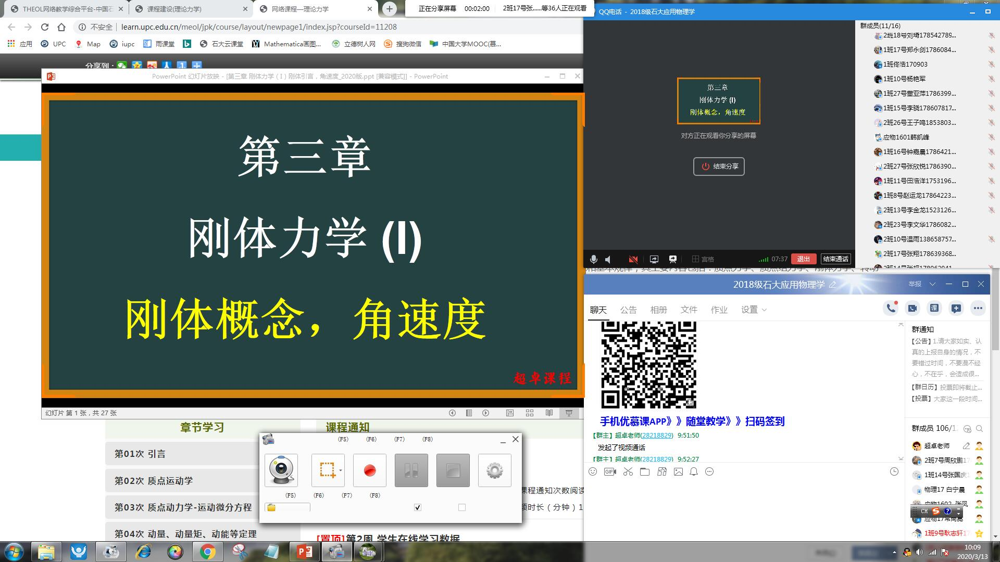 THEOL网络教学综合平台-中国石
课程建设(理论力学)
网络课程—理论力学
正在分享屏幕 00:02:00 2班17号张......等36人正在观看
不安全 learn.upc.edu.cn/meol/jpk/course/layout/newpage1/index.jsp?courseId=11208
应用 UPC Map iupc 雨课堂 石大云课堂 Mathematica画图... 立德树人网 搜狗微信 中国大学MOOC(慕...
分享到：
PowerPoint 幻灯片放映 - [第三章 刚体力学 ( I ) 刚体引言，角速度_2020版.ppt [兼容模式]] - PowerPoint
第三章
刚体力学 (I)
刚体概念，角速度
超卓课程
幻灯片 第 1 张，共 27 张
章节学习
第01次 引言
第02次 质点运动学
第03次 质点动力学-运动微分方程
第04次 动量、动量矩、动能等定理
课程通知
课程通知次数阅读
频时长（分钟）1
[置顶]第2周 学生在线学习数据
(F5) (F6) (F7) (F8)
(F5) (F6) (F7) (F8)
QQ电话 - 2018级石大应用物理学
第三章
刚体力学 (I)
刚体概念，角速度
对方正在观看你分享的屏幕
结束分享
宫格 07:37 退出 结束通话
群成员(11/16)
2班18号刘埼178542789...
1班17号郑永剑1786084...
1班佟浩170903
1班10号杨艳军
1班27号董亚萍1786399...
1班15号李骁178607817...
2班26号王子鸣1853803...
应物1601韩凯峰
1班16号钟嘉晨1786421...
2班27号张欣悦1786390...
1班11号田浩洋1753196...
1班8号赵运龙17864223...
2班13号李金龙1523126...
2班23号李文华1786082...
2班10号温雨138658757...
2班17号张翔178639368...
2018级石大应用物理学
举报
聊天 公告 相册 文件 作业 设置
手机优慕课APP》》随堂教学》》扫码签到
【群主】超卓老师(28218829) 9:51:50
发起了视频通话
【群主】超卓老师(28218829) 9:52:27
群通知
【公告】1.请大家如实、认
真的上报自身的情况，不
要错过时间，不要漫不经
心，不在乎，会造成很...
【群日历】投票即将截止...
【投票】大家这一段时间...
群成员 106/1
超卓老师
2班7号周欣鹏17
1班14号张国庆1
物理17 白宁晨
1班9号耿志轩17
CH
10:09
2020/3/13